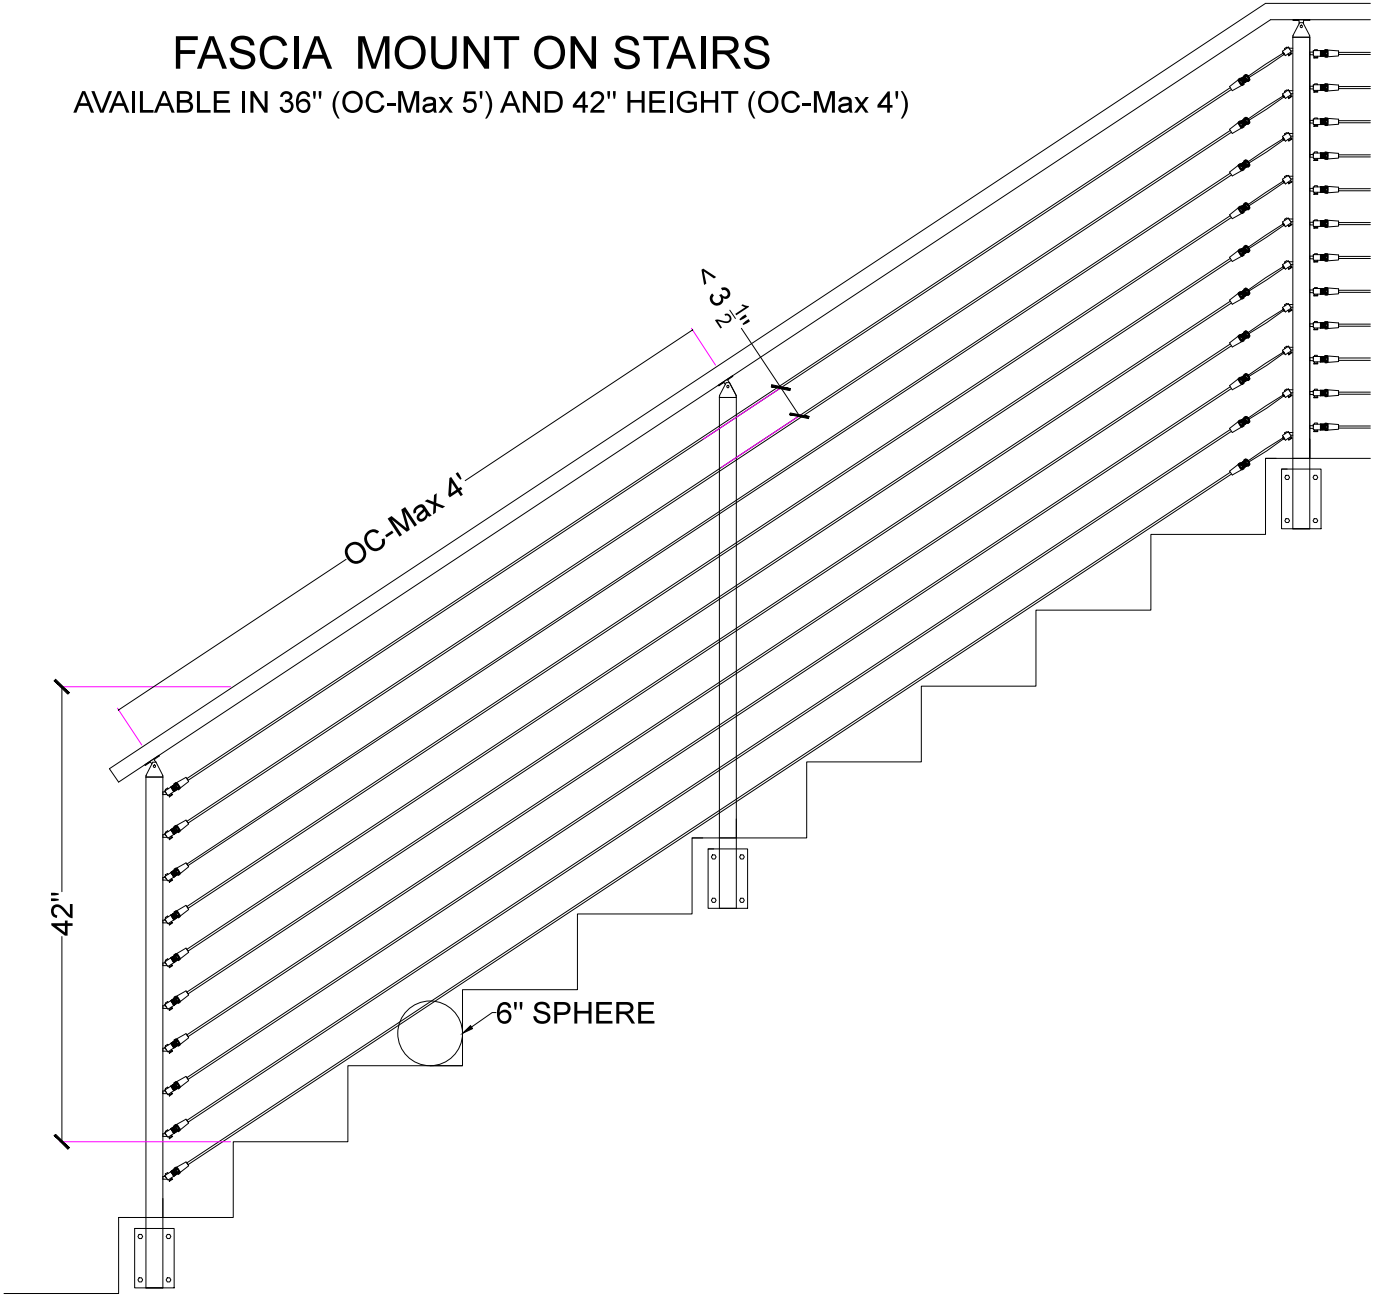 FASCIA MOUNT ON STAIRS
AVAILABLE IN 36" (OC-Max 5') AND 42" HEIGHT (OC-Max 4')
< 3 1/2"
OC-Max 4'
42"
6" SPHERE